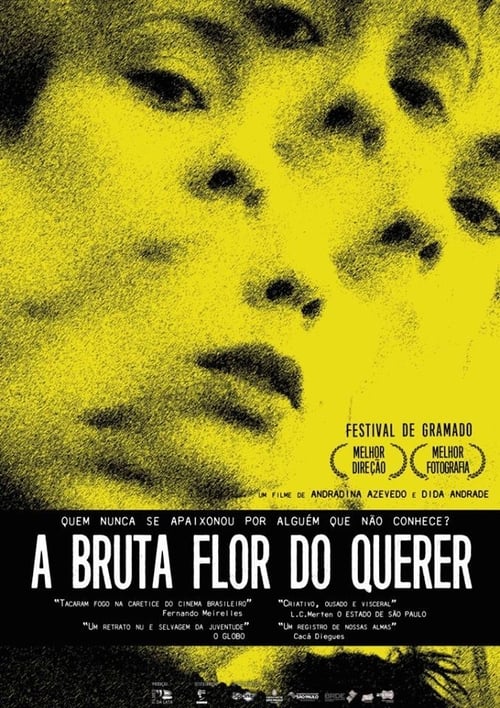 FESTIVAL DE GRAMADO
MELHOR DIREÇÃO
MELHOR FOTOGRAFIA
UM FILME DE ANDRADINA AZEVEDO E DIDA ANDRADE
QUEM NUNCA SE APAIXONOU POR ALGUÉM QUE NÃO CONHECE?
A BRUTA FLOR DO QUERER
"TACARAM FOGO NA CARETICE DO CINEMA BRASILEIRO"
Fernando Meirelles
"UM RETRATO NU E SELVAGEM DA JUVENTUDE"
O GLOBO
"CRIATIVO, OUSADO E VISCERAL"
L.C.Merten O ESTADO DE SÃO PAULO
"UM REGISTRO DE NOSSAS ALMAS"
Cacá Diegues
BRDE